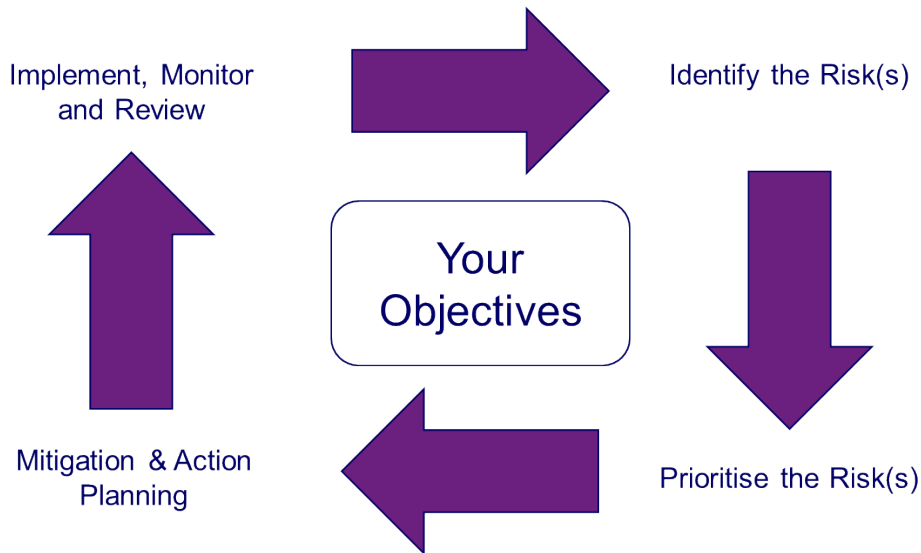 Implement, Monitor
and Review
Identify the Risk(s)
Your
Objectives
Mitigation & Action
Planning
Prioritise the Risk(s)